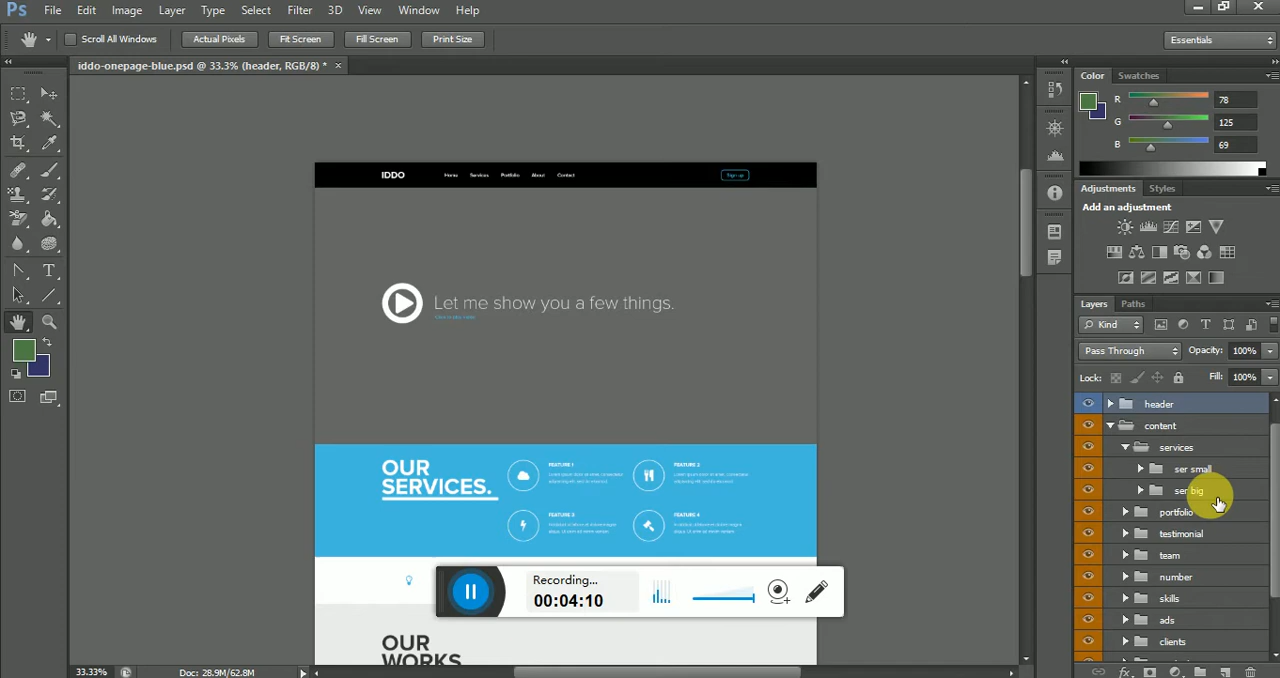 Ps File Edit Image Layer Type Select Filter 3D View Window Help
Scroll All Windows Actual Pixels Fit Screen Fill Screen Print Size Essentials
iddo-onepage-blue.psd @ 33.3% (header, RGB/8) * ×
Color Swatches
R 78
G 125
B 69
Adjustments Styles
Add an adjustment
Layers Paths
Kind
Pass Through Opacity: 100%
Lock: Fill: 100%
header
content
services
ser small
ser big
portfolio
testimonial
team
number
skills
ads
clients
IDDO Home Services Portfolio About Contact Sign up
Let me show you a few things.
OUR
SERVICES.
FEATURE 1
FEATURE 2
FEATURE 3
FEATURE 4
Recording...
00:04:10
OUR
WORKS
33.33% Doc: 28.9M/62.8M